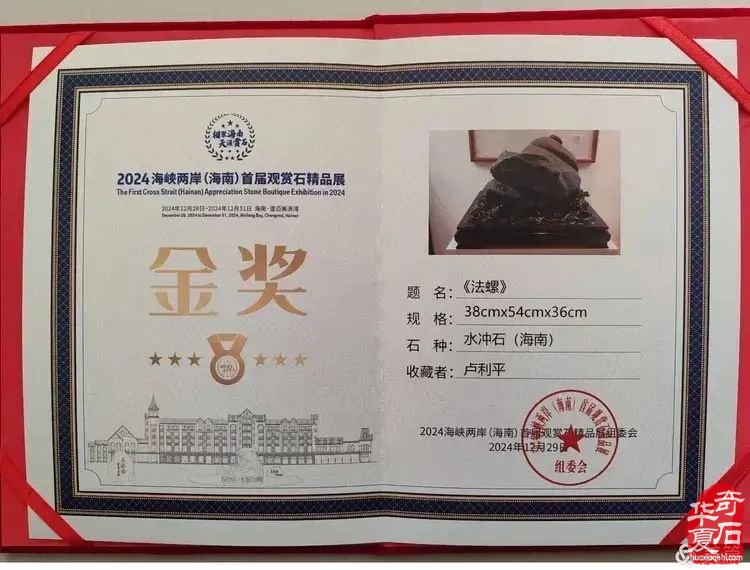 相聚海南
天涯赏石
2024海峡两岸（海南）首届观赏石精品展
The First Cross Strait (Hainan) Appreciation Stone Boutique Exhibition in 2024
2024年12月28日-2024年12月31日 海南·澄迈美浪湾
December 28, 2024 to December 31, 2024, Meilang Bay, Chengmai, Hainan
金奖
题 名：《法螺》
规 格：38cmx54cmx36cm
石 种：水冲石（海南）
收藏者：卢利平
2024海峡两岸（海南）首届观赏石精品展组委会
2024年12月29日
组委会
华夏奇石
huaxiaqishi.com